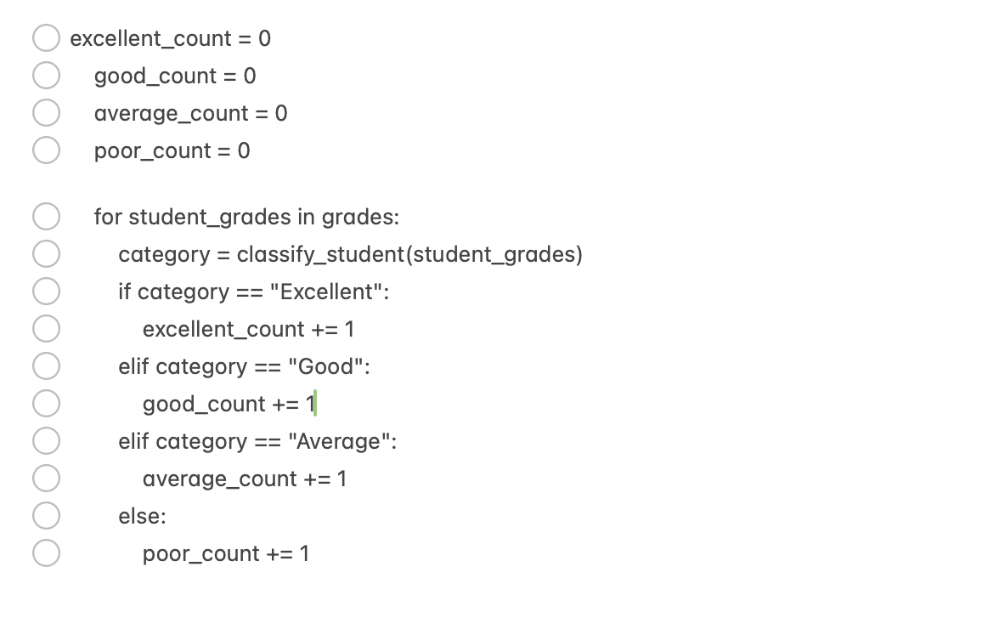 excellent_count = 0
    good_count = 0
    average_count = 0
    poor_count = 0

    for student_grades in grades:
        category = classify_student(student_grades)
        if category == "Excellent":
            excellent_count += 1
        elif category == "Good":
            good_count += 1
        elif category == "Average":
            average_count += 1
        else:
            poor_count += 1